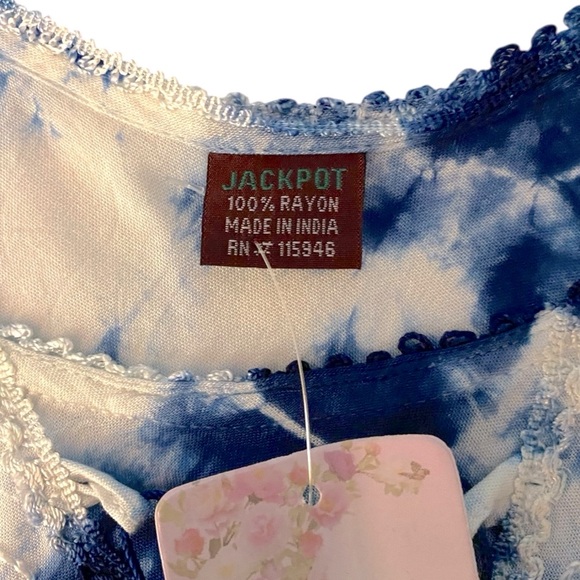 JACKPOT
100% RAYON
MADE IN INDIA
RN # 115946